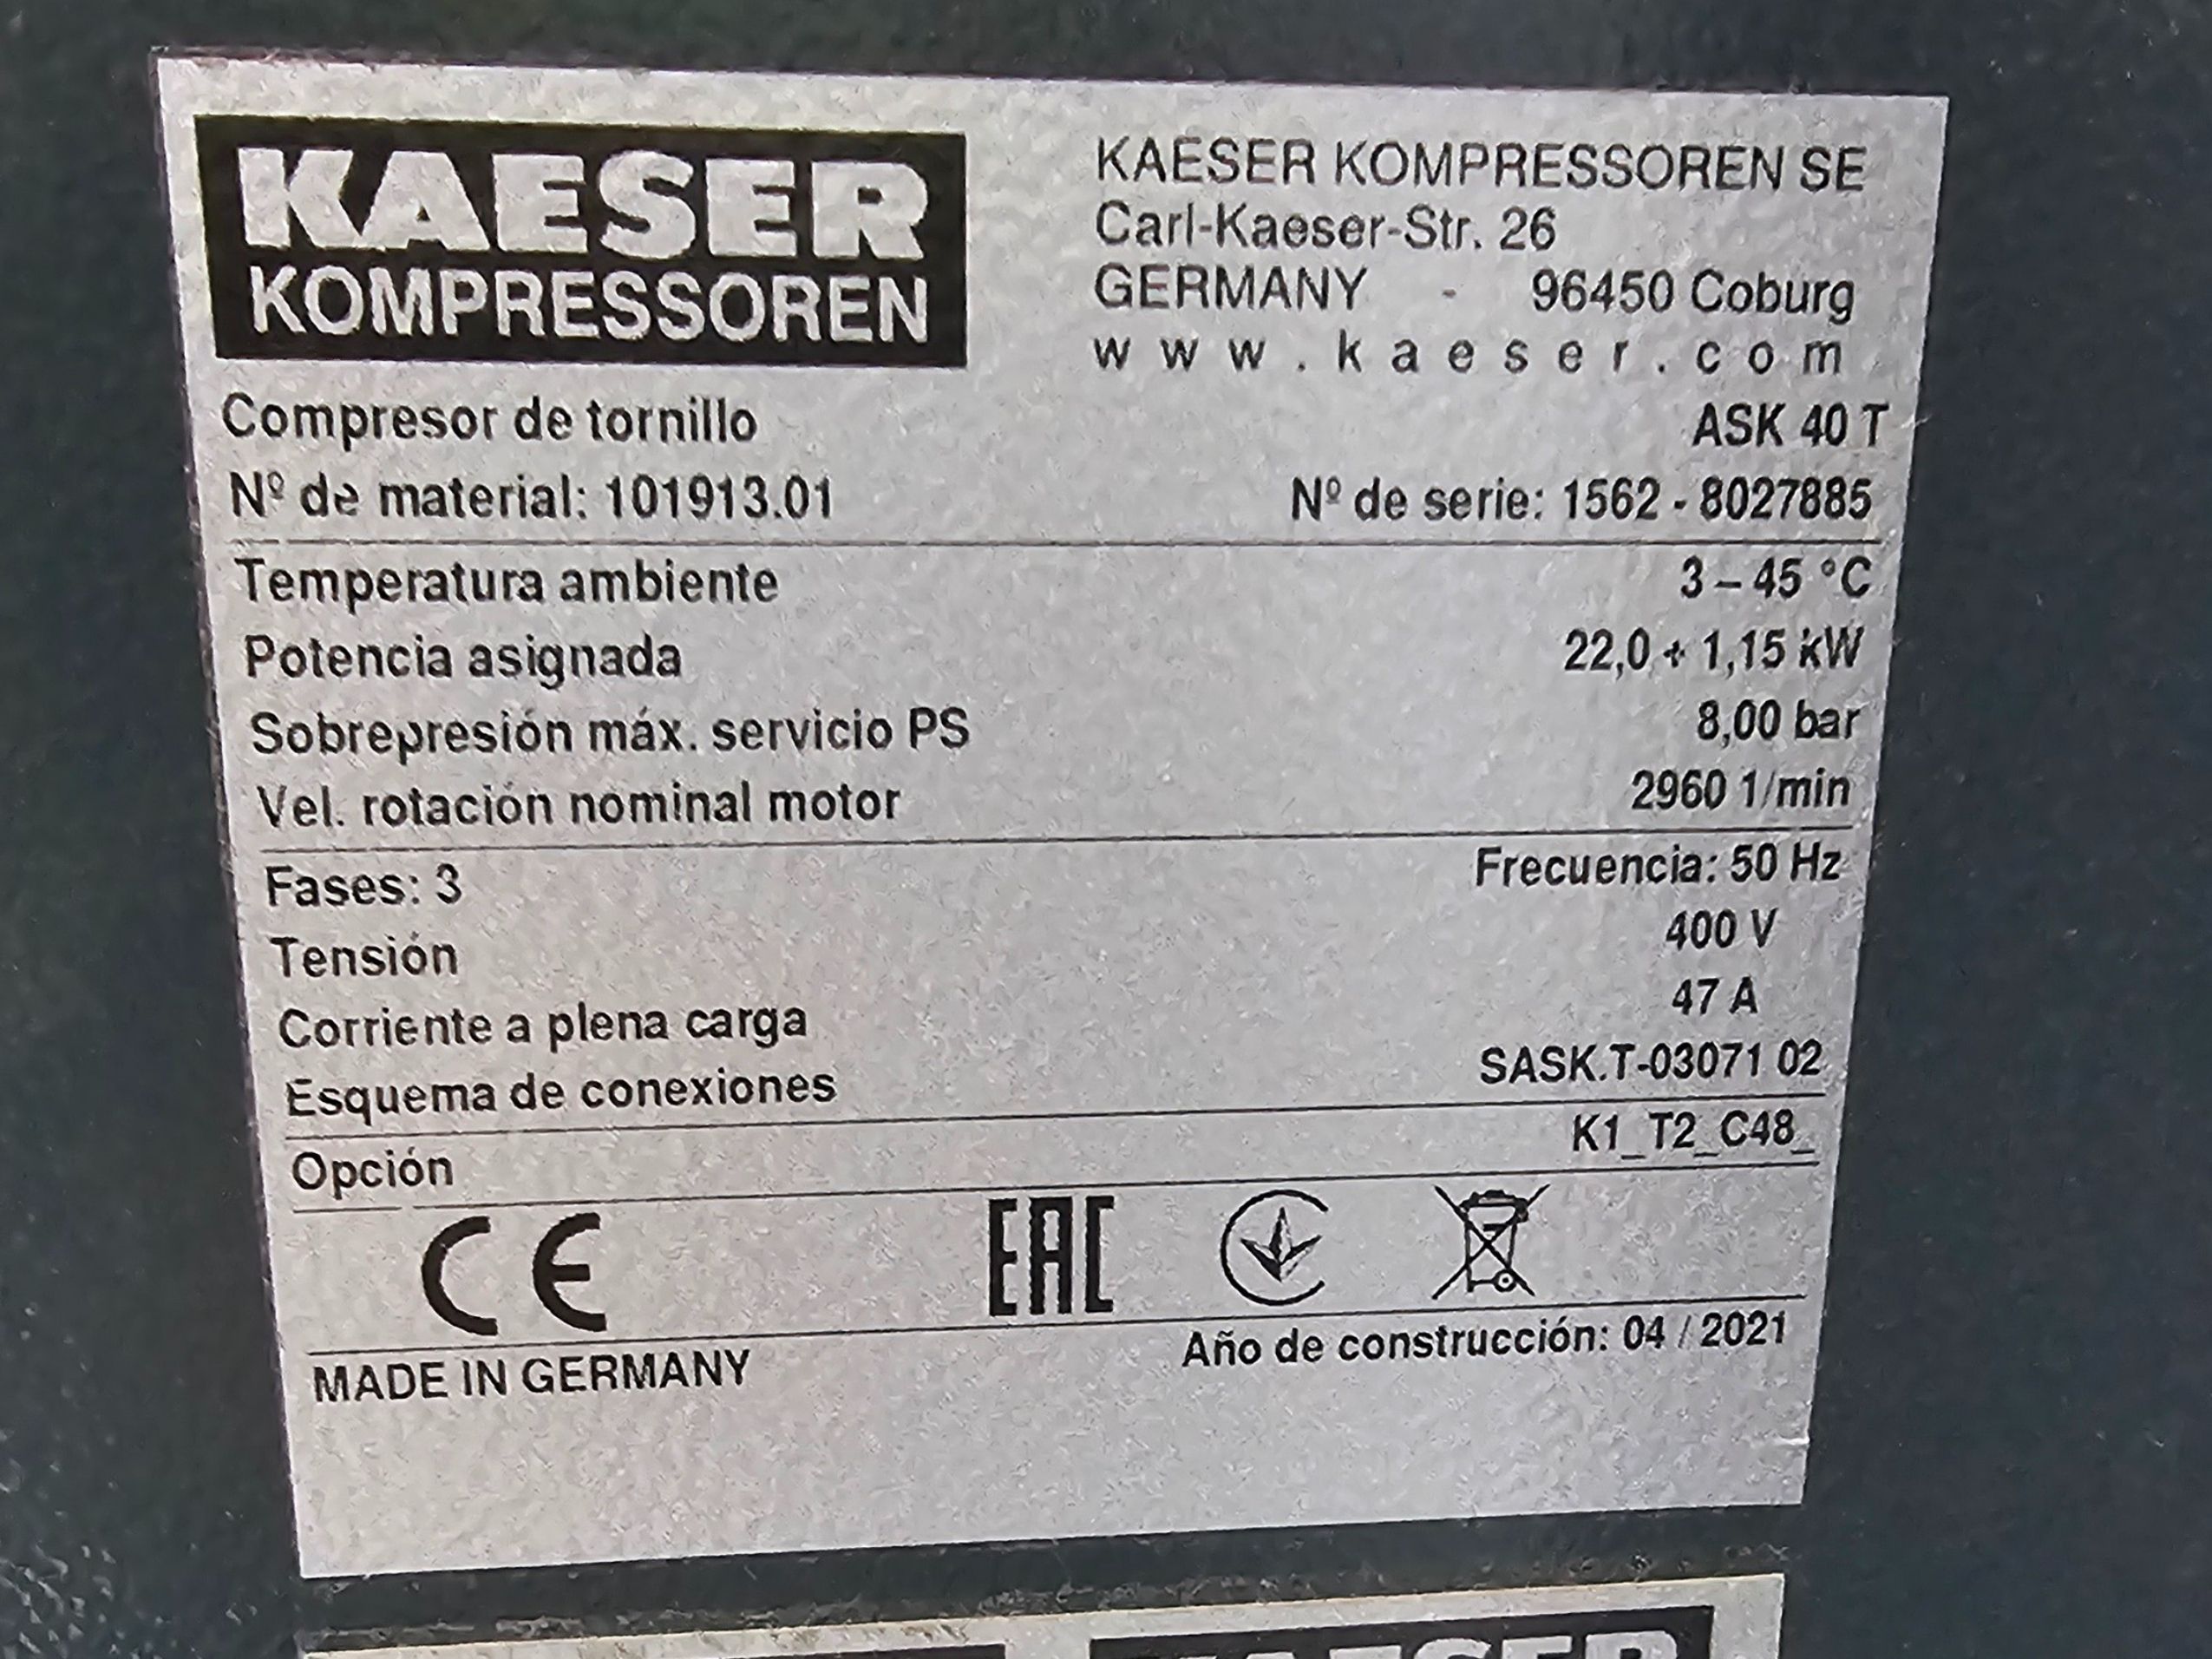 KAESER
KOMPRESSOREN
KAESER KOMPRESSOREN SE
Carl-Kaeser-Str. 26
GERMANY - 96450 Coburg
www.kaeser.com
Compresor de tornillo ASK 40 T
Nº de material: 101913.01 Nº de serie: 1562 - 8027885
Temperatura ambiente 3 – 45 °C
Potencia asignada 22,0 + 1,15 kW
Sobrepresión máx. servicio PS 8,00 bar
Vel. rotación nominal motor 2960 1/min
Fases: 3 Frecuencia: 50 Hz
Tensión 400 V
Corriente a plena carga 47 A
Esquema de conexiones SASK.T-03071 02
Opción K1_T2_C48_
CE EAC
MADE IN GERMANY Año de construcción: 04 / 2021
KAESER